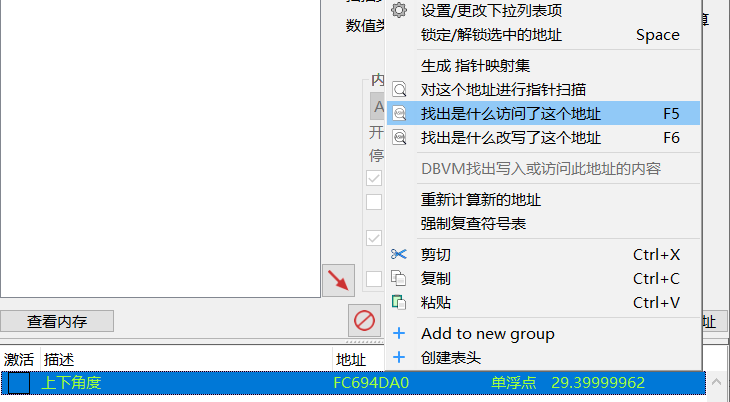 设置/更改下拉列表项
数值类
锁定/解锁选中的地址 Space
生成 指针映射集
内
对这个地址进行指针扫描
A
找出是什么访问了这个地址 F5
开
找出是什么改写了这个地址 F6
停
DBVM找出写入或访问此地址的内容
重新计算新的地址
强制复查符号表
剪切 Ctrl+X
复制 Ctrl+C
粘贴 Ctrl+V
查看内存
址
Add to new group
创建表头
激活 描述 地址
上下角度 FC694DA0 单浮点 29.39999962